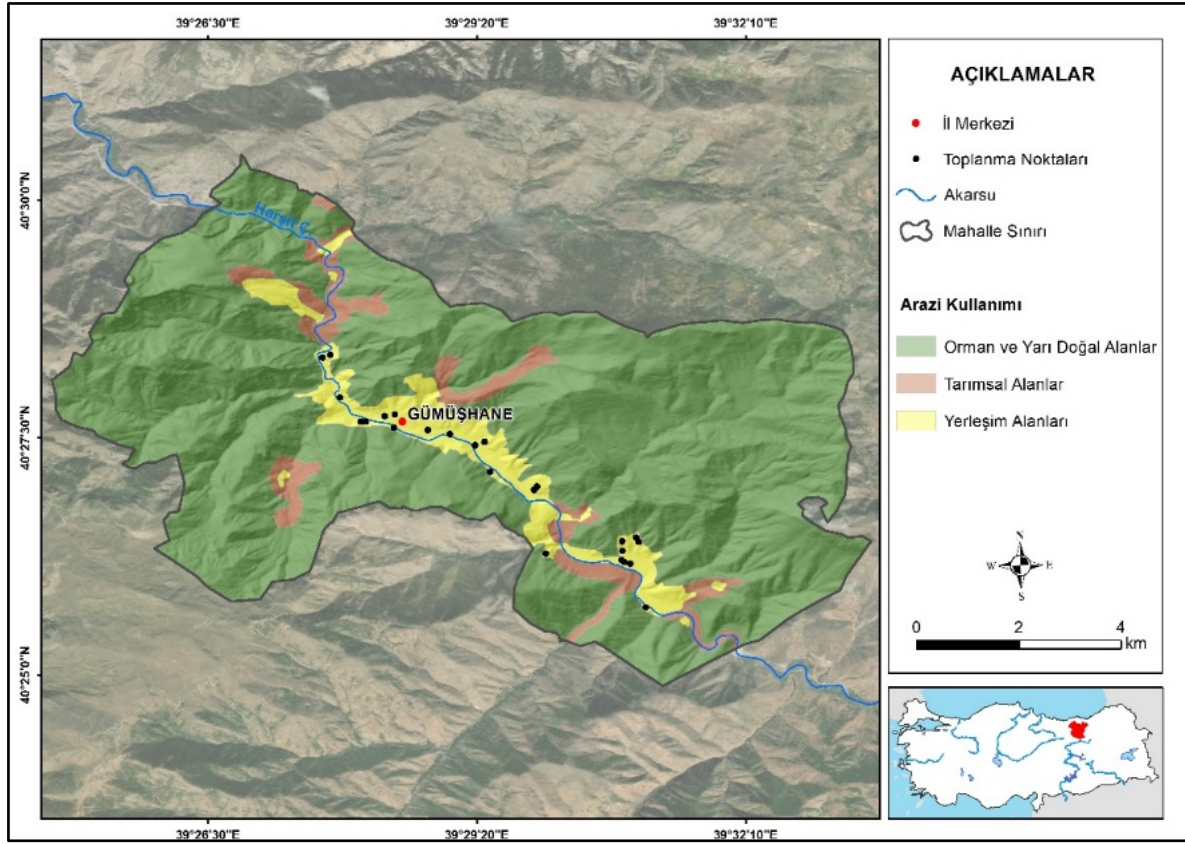 39°26'30"E 39°29'20"E 39°32'10"E
40°30'0"N
40°27'30"N
40°25'0"N
Harşit Ç.
GÜMÜŞHANE
39°26'30"E 39°29'20"E 39°32'10"E
AÇIKLAMALAR
İl Merkezi
Toplanma Noktaları
Akarsu
Mahalle Sınırı
Arazi Kullanımı
Orman ve Yarı Doğal Alanlar
Tarımsal Alanlar
Yerleşim Alanları
N
W E
S
0 2 4
km